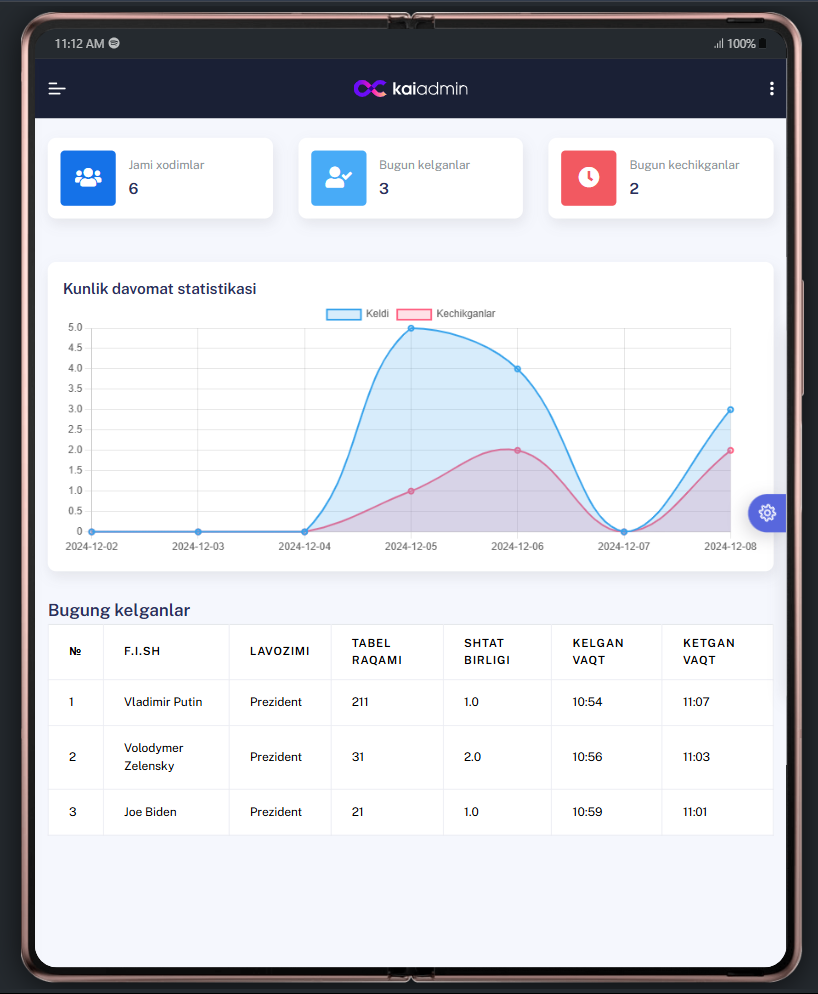 11:12 AM
100%
kaiadmin
Jami xodimlar
6
Bugun kelganlar
3
Bugun kechikganlar
2
Kunlik davomat statistikasi
Keldi Kechikganlar
5.0
4.5
4.0
3.5
3.0
2.5
2.0
1.5
1.0
0.5
0
2024-12-02 2024-12-03 2024-12-04 2024-12-05 2024-12-06 2024-12-07 2024-12-08
Bugung kelganlar
№ F.I.SH LAVOZIMI TABEL RAQAMI SHTAT BIRLIGI KELGAN VAQT KETGAN VAQT
1 Vladimir Putin Prezident 211 1.0 10:54 11:07
2 Volodymer Zelensky Prezident 31 2.0 10:56 11:03
3 Joe Biden Prezident 21 1.0 10:59 11:01